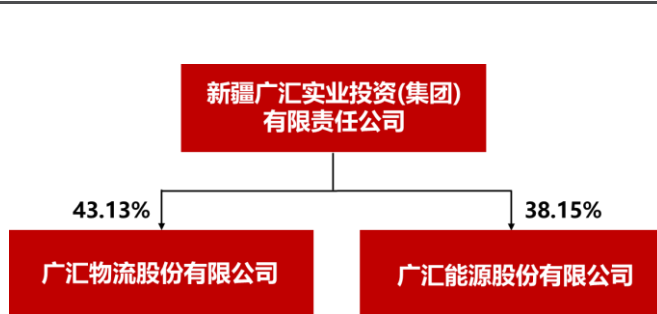 新疆广汇实业投资(集团)
有限责任公司
43.13%
38.15%
广汇物流股份有限公司
广汇能源股份有限公司